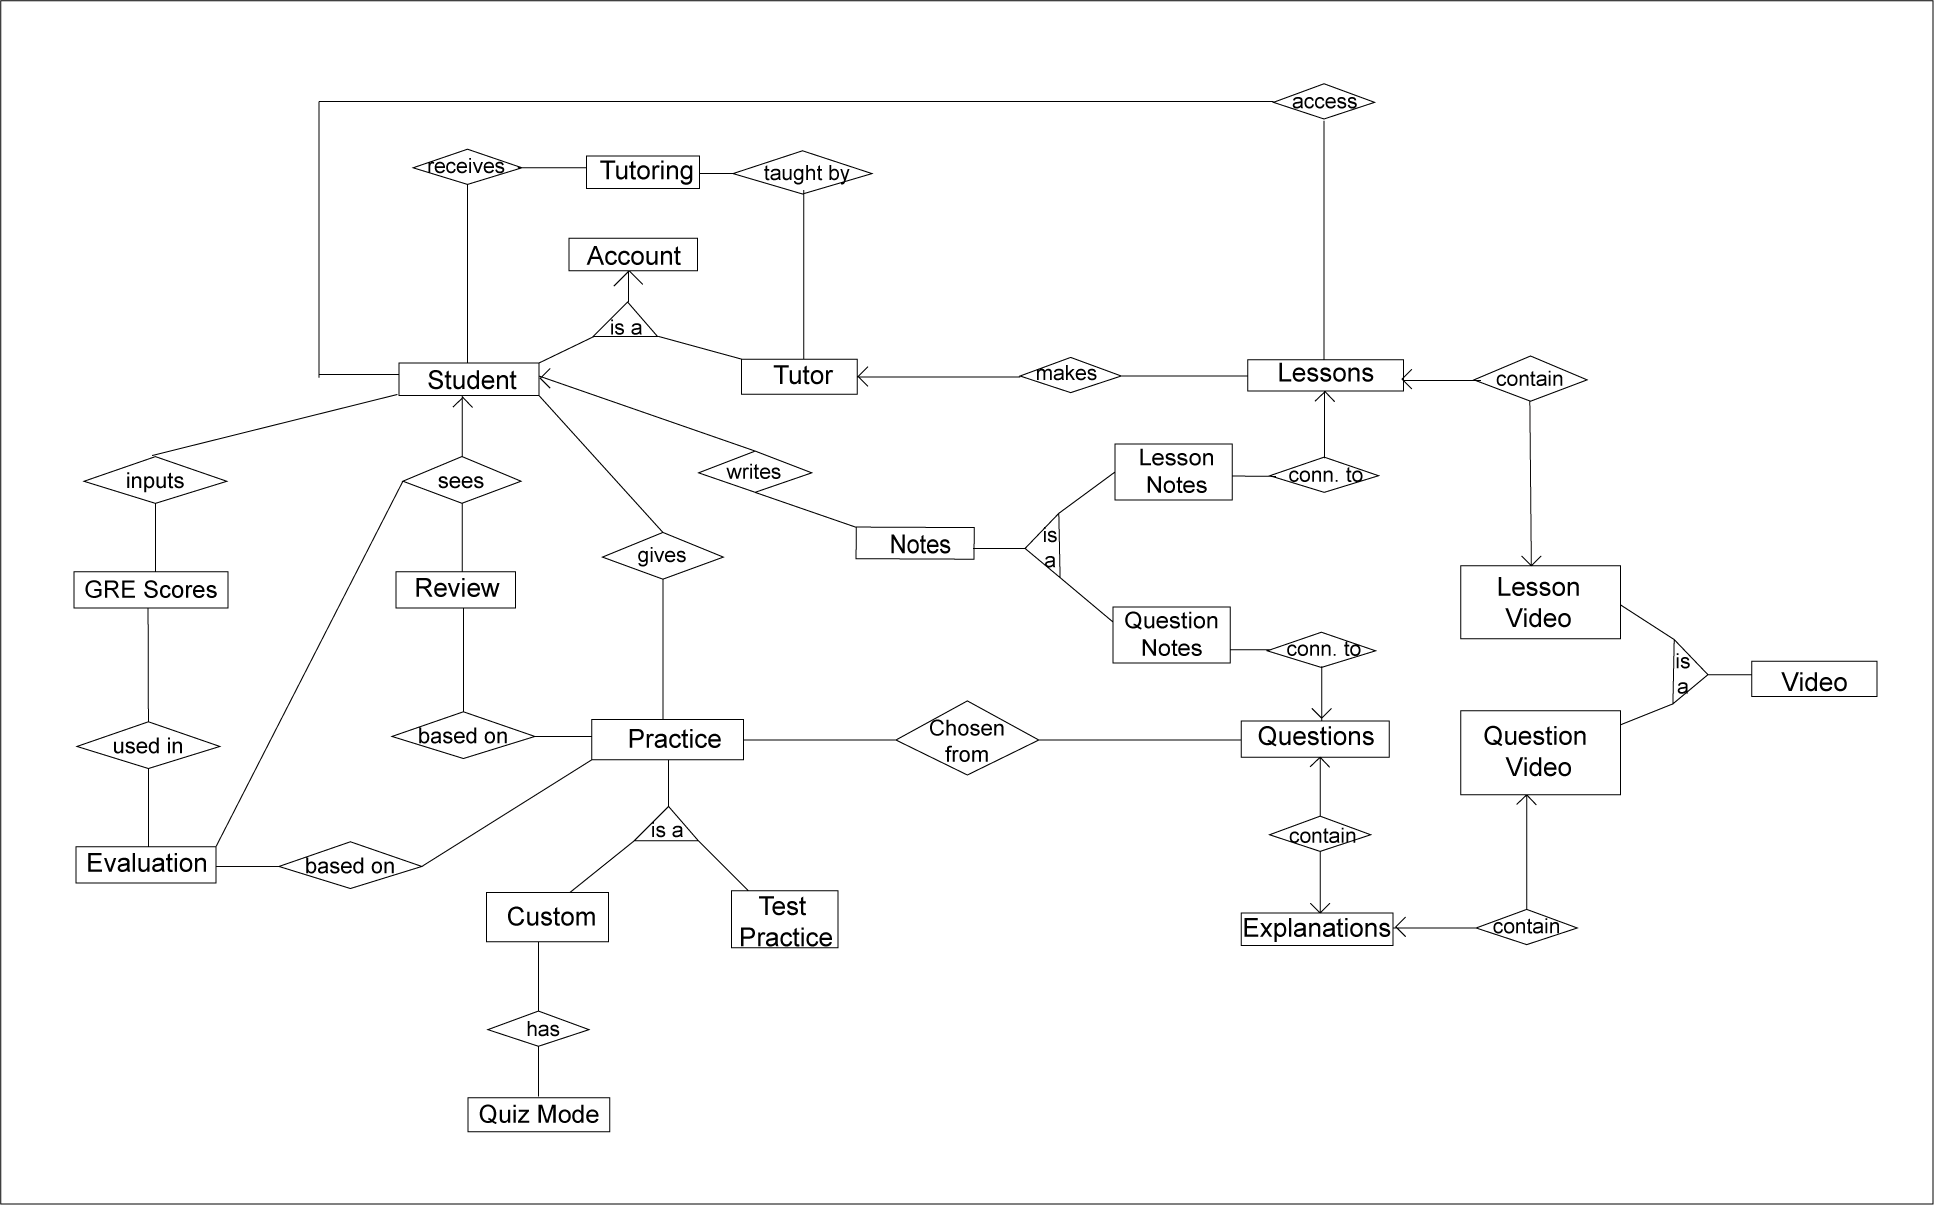 access
receives
Tutoring
taught by
Account
is a
Student
Tutor
makes
Lessons
contain
inputs
sees
writes
Lesson
Notes
conn. to
gives
Notes
is
a
GRE Scores
Review
Lesson
Video
Question
Notes
conn. to
is
a
Video
used in
based on
Practice
Chosen
from
Questions
Question
Video
Evaluation
based on
is a
contain
Custom
Test
Practice
Explanations
contain
has
Quiz Mode